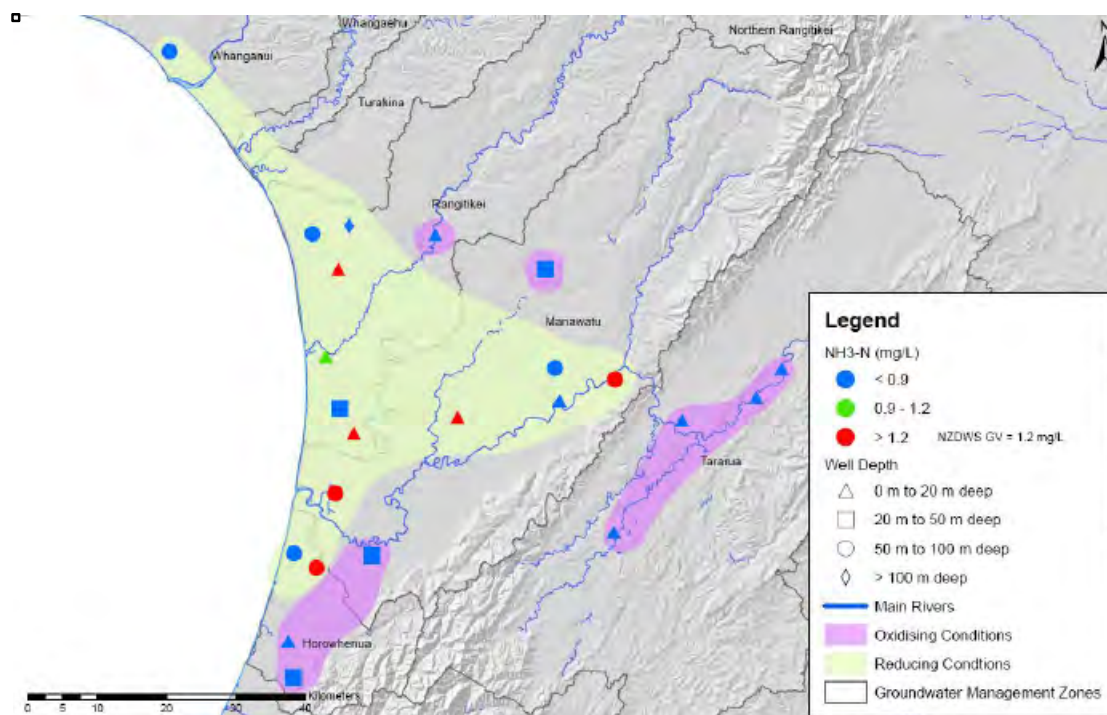 Whangaehu
Northern Rangitikei
Whanganui
Turakina
Rangitikei
Manawatu
Tararua
Horowhenua
Kilometers
0 5 10 20 30 40
Legend
NH3-N (mg/L)
< 0.9
0.9 - 1.2
> 1.2 NZDWS GV = 1.2 mg/L
Well Depth
0 m to 20 m deep
20 m to 50 m deep
50 m to 100 m deep
> 100 m deep
Main Rivers
Oxidising Conditions
Reducing Condtions
Groundwater Management Zones